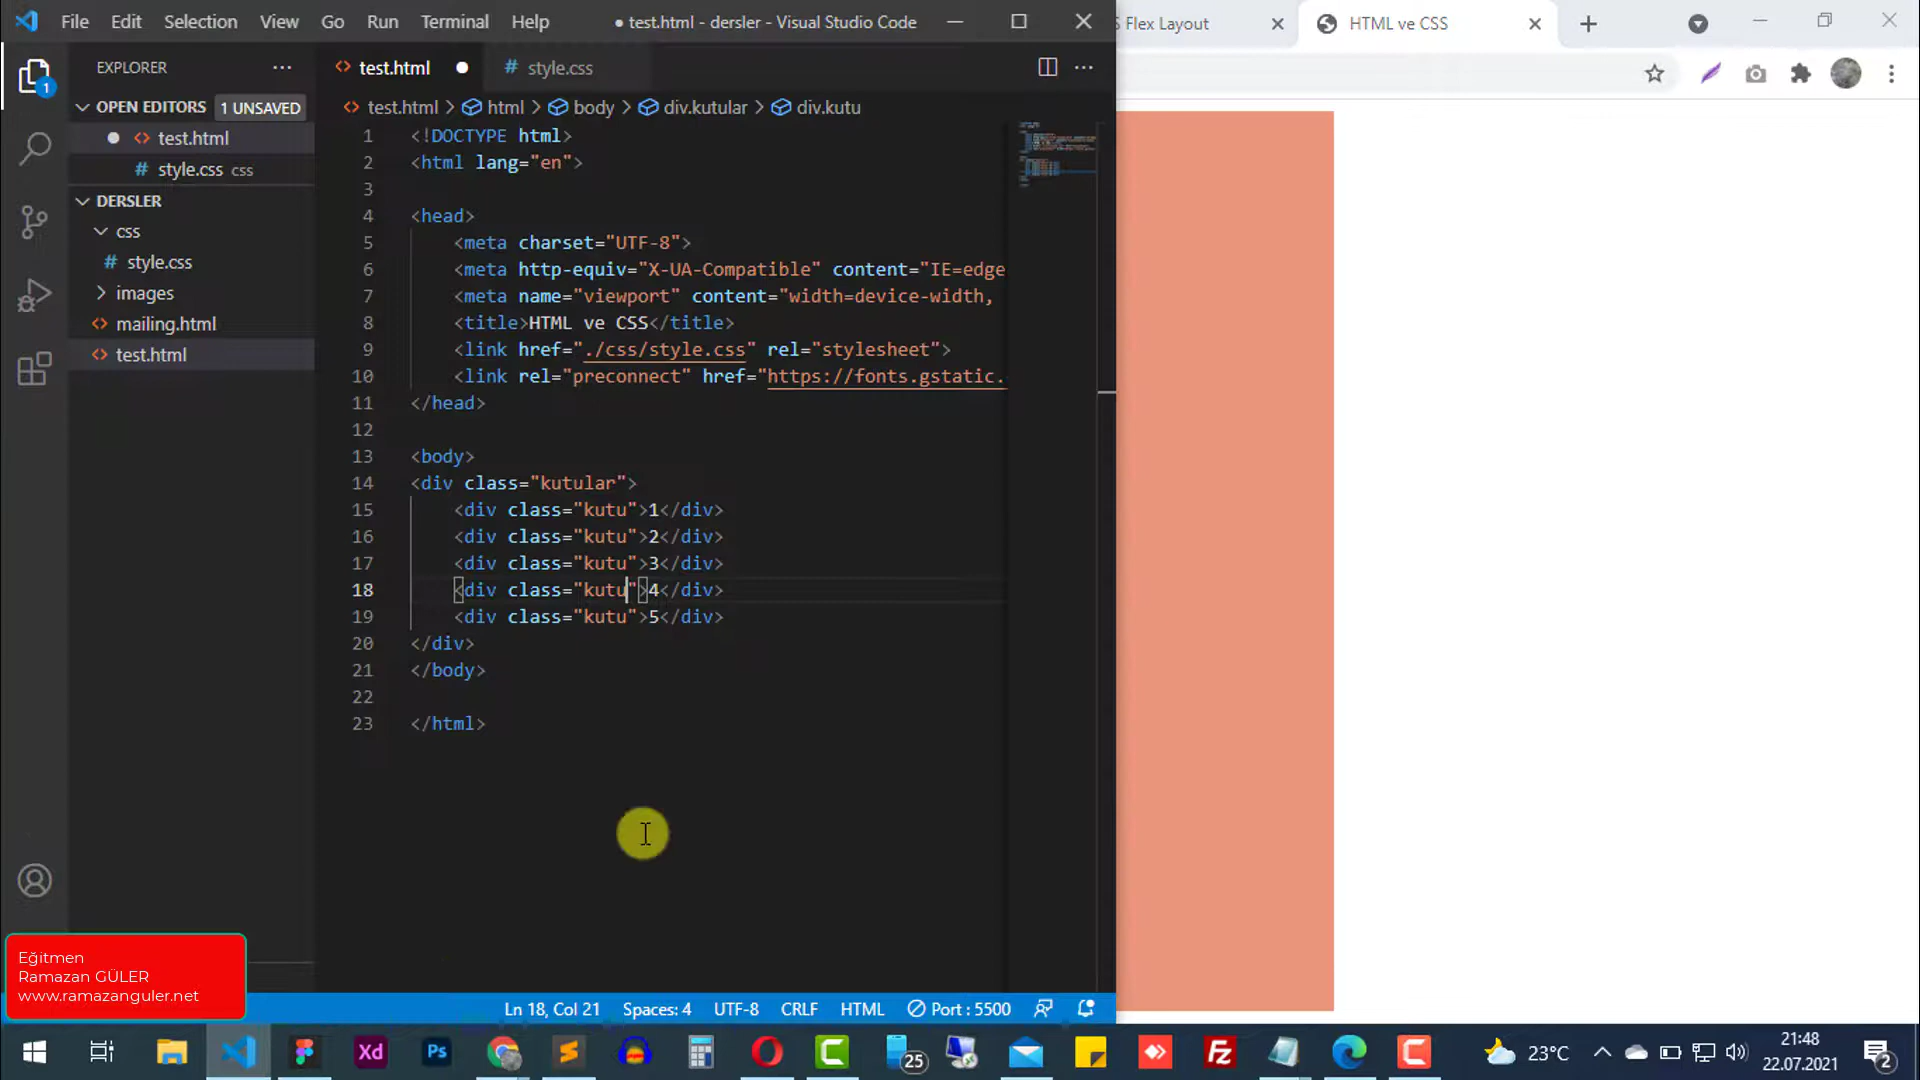 File Edit Selection View Go Run Terminal Help
● test.html - dersler - Visual Studio Code
EXPLORER
OPEN EDITORS 1 UNSAVED
test.html
style.css css
DERSLER
css
style.css
images
mailing.html
test.html
1
test.html
style.css
test.html > html > body > div.kutular > div.kutu
1 <!DOCTYPE html>
2 <html lang="en">
3
4 <head>
5 <meta charset="UTF-8">
6 <meta http-equiv="X-UA-Compatible" content="IE=edge
7 <meta name="viewport" content="width=device-width,
8 <title>HTML ve CSS</title>
9 <link href="./css/style.css" rel="stylesheet">
10 <link rel="preconnect" href="https://fonts.gstatic.
11 </head>
12
13 <body>
14 <div class="kutular">
15 <div class="kutu">1</div>
16 <div class="kutu">2</div>
17 <div class="kutu">3</div>
18 <div class="kutu">4</div>
19 <div class="kutu">5</div>
20 </div>
21 </body>
22
23 </html>
S Flex Layout
HTML ve CSS
Eğitmen
Ramazan GÜLER
www.ramazanguler.net
Ln 18, Col 21 Spaces: 4 UTF-8 CRLF HTML Port : 5500
Xd
Ps
25
Fz
23°C
21:48
22.07.2021
2